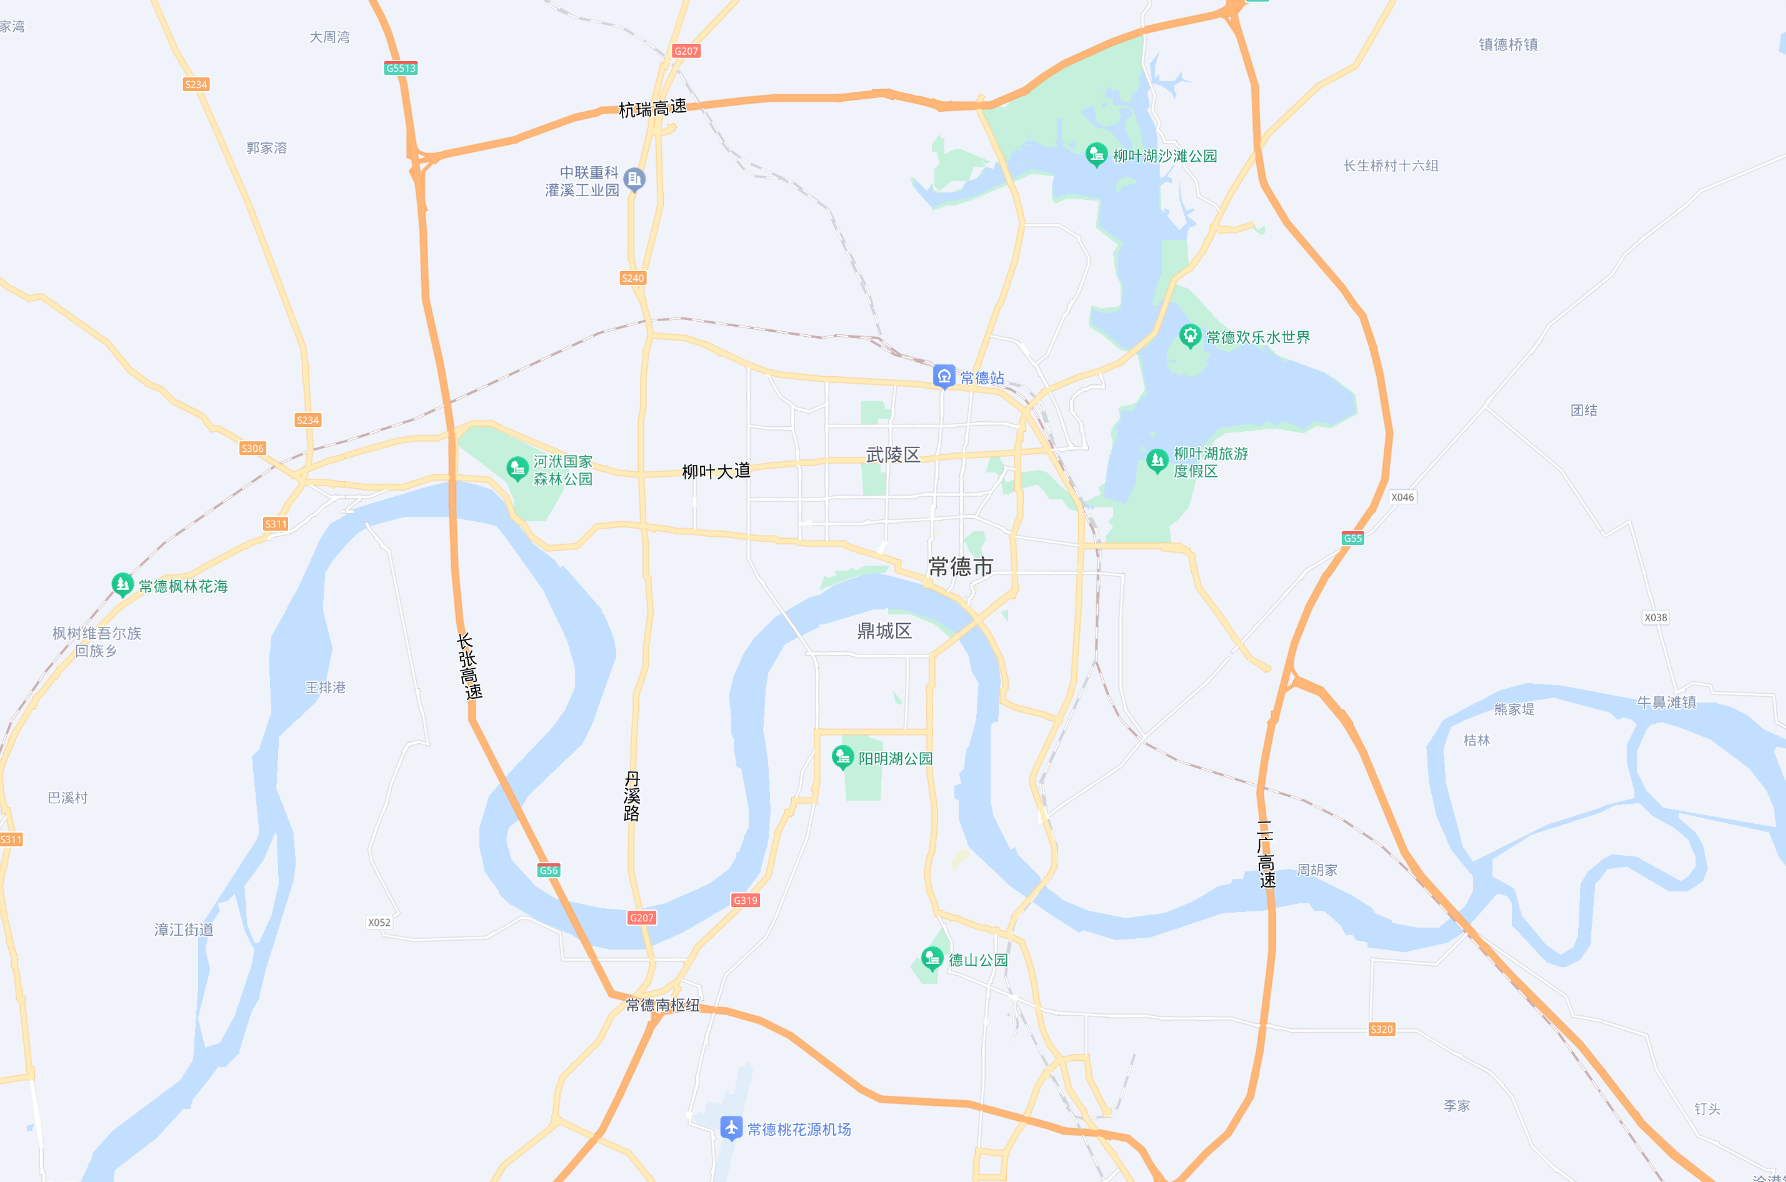 家湾
大周湾
G207
镇德桥镇
G5513
S234
杭瑞高速
郭家溶
柳叶湖沙滩公园
长生桥村十六组
中联重科
灌溪工业园
S240
常德欢乐水世界
常德站
团结
S234
S306
武陵区
柳叶湖旅游
度假区
河洑国家
森林公园
柳叶大道
X046
S311
G55
常德市
常德枫林花海
X038
鼎城区
枫树维吾尔族
回族乡
长张高速
王排港
牛鼻滩镇
熊家堤
桔林
阳明湖公园
丹溪路
巴溪村
S311
二广高速
G56
周胡家
G319
G207
X052
漳江街道
德山公园
常德南枢纽
S320
李家
钉头
常德桃花源机场